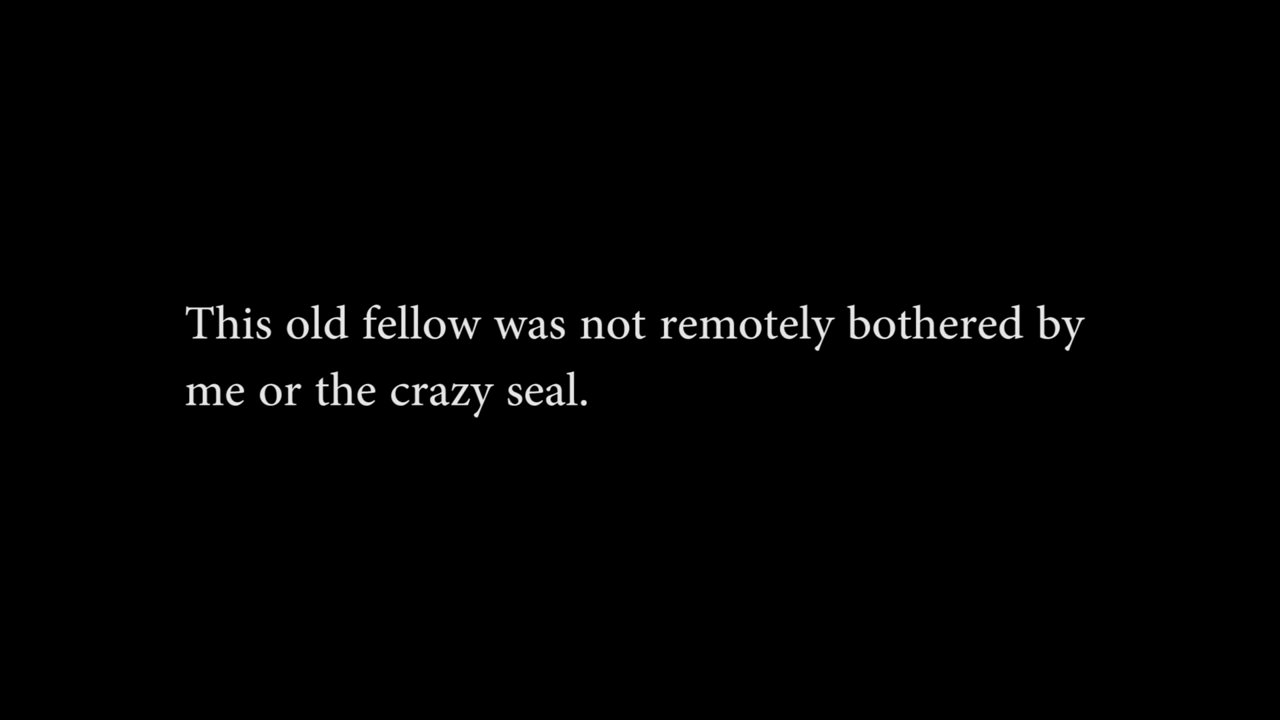 This old fellow was not remotely bothered by
me or the crazy seal.